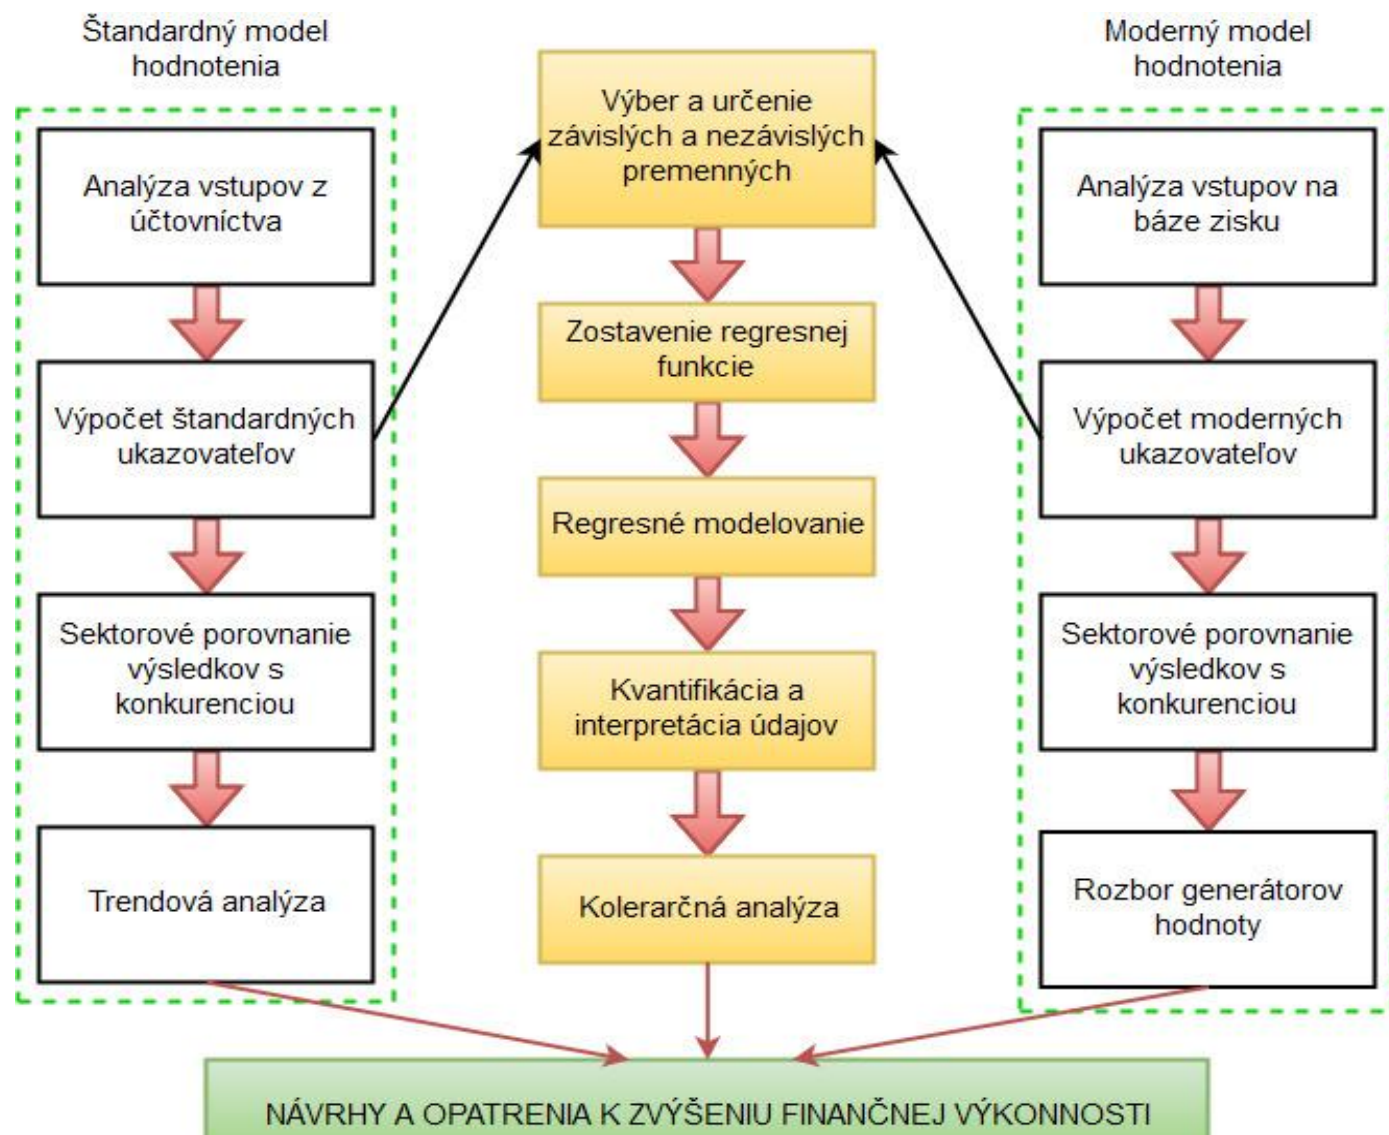 Štandardný model
hodnotenia
Analýza vstupov z
účtovníctva
Výpočet štandardných
ukazovateľov
Sektorové porovnanie
výsledkov s
konkurenciou
Trendová analýza
Výber a určenie
závislých a nezávislých
premenných
Zostavenie regresnej
funkcie
Regresné modelovanie
Kvantifikácia a
interpretácia údajov
Kolerarčná analýza
Moderný model
hodnotenia
Analýza vstupov na
báze zisku
Výpočet moderných
ukazovateľov
Sektorové porovnanie
výsledkov s
konkurenciou
Rozbor generátorov
hodnoty
NÁVRHY A OPATRENIA K ZVÝŠENIU FINANČNEJ VÝKONNOSTI